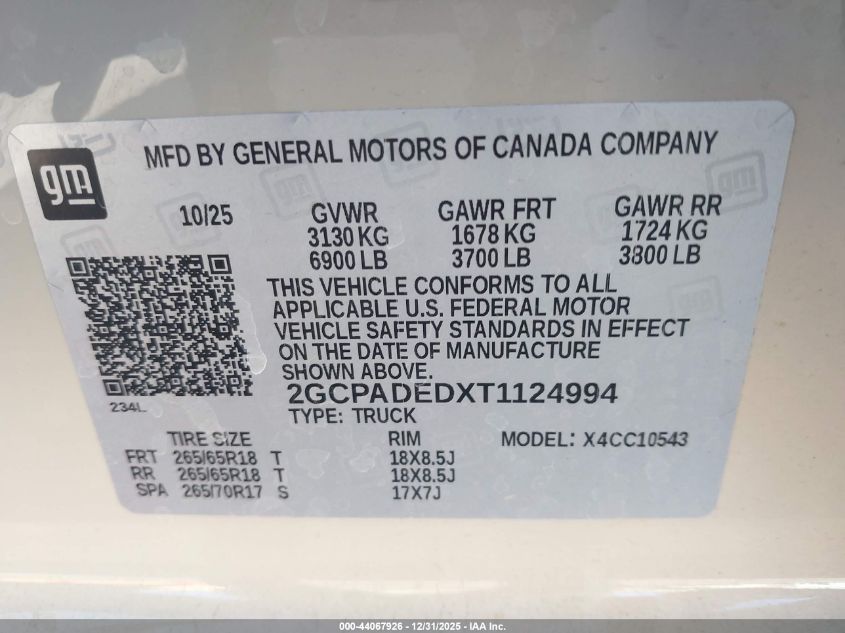 MFD BY GENERAL MOTORS OF CANADA COMPANY
gm
10/25 GVWR GAWR FRT GAWR RR
3130 KG 1678 KG 1724 KG
6900 LB 3700 LB 3800 LB
THIS VEHICLE CONFORMS TO ALL
APPLICABLE U.S. FEDERAL MOTOR
VEHICLE SAFETY STANDARDS IN EFFECT
ON THE DATE OF MANUFACTURE
SHOWN ABOVE.
2GCPADEDXT1124994
234L
TYPE: TRUCK
TIRE SIZE RIM MODEL: X4CC10543
FRT 265/65R18 T 18X8.5J
RR 265/65R18 T 18X8.5J
SPA 265/70R17 S 17X7J
000-44067926 - 12/31/2025 - IAA Inc.